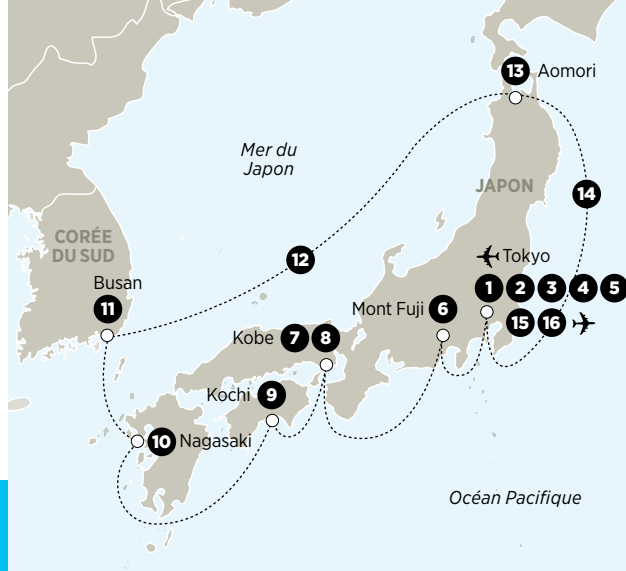 13 Aomori
Mer du
Japon
JAPON
14
CORÉE
DU SUD
12
Tokyo
Busan
1 2 3 4 5
11
Mont Fuji 6
15 16
Kobe 7 8
Kochi 9
10 Nagasaki
Océan Pacifique